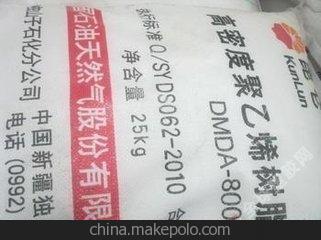 KunLun
高密度聚乙烯树脂
DMDA-800
执行标准Q/SYDS062-2010
净含量 25kg
石油天然气股份有限
子石化分公司
中国新疆独
电话(0992)
china.makepolo.com